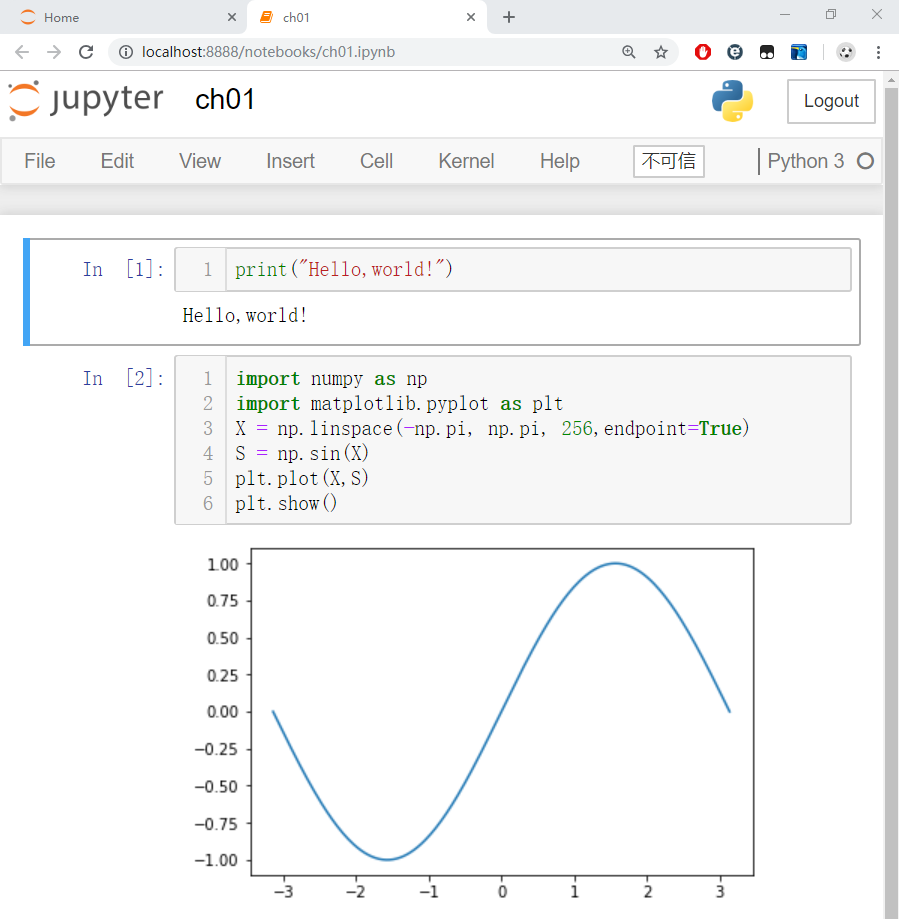 Home ch01
localhost:8888/notebooks/ch01.ipynb
jupyter ch01 Logout
File Edit View Insert Cell Kernel Help 不可信 Python 3
In [1]: 1 print("Hello,world!")
Hello,world!
In [2]: 1 import numpy as np
2 import matplotlib.pyplot as plt
3 X = np.linspace(-np.pi, np.pi, 256,endpoint=True)
4 S = np.sin(X)
5 plt.plot(X,S)
6 plt.show()
1.00
0.75
0.50
0.25
0.00
−0.25
−0.50
−0.75
−1.00
−3 −2 −1 0 1 2 3